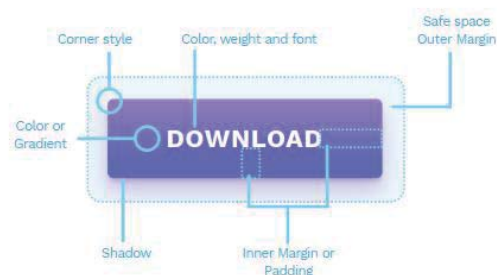 Safe space
Outer Margin
Corner style
Color, weight and font
Color or
Gradient
DOWNLOAD
Shadow
Inner Margin or
Padding